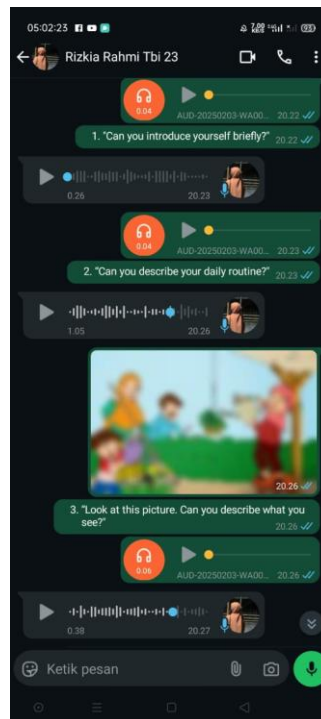 05:02:23
Rizkia Rahmi Tbi 23
0.04
AUD-20250203-WA00... 20.22
1. "Can you introduce yourself briefly?" 20.22
0.26 20.23
0.04
AUD-20250203-WA00... 20.23
2. "Can you describe your daily routine?" 20.23
1.05 20.26
20.26
3. "Look at this picture. Can you describe what you
see?" 20.26
0.06
AUD-20250203-WA00... 20.26
0.38 20.27
Ketik pesan